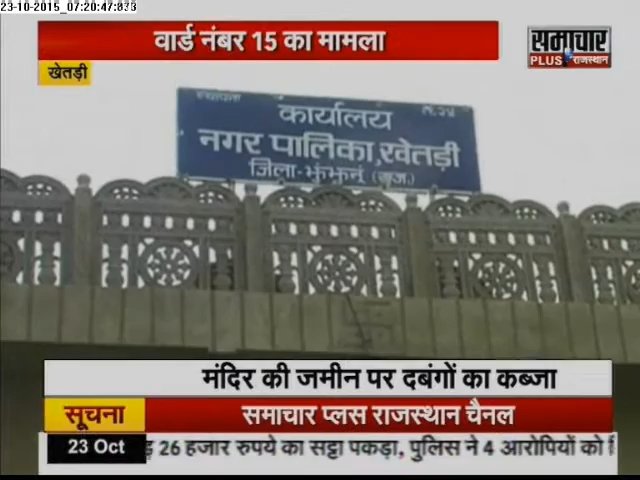 23-10-2015_07:20:47:833
वार्ड नंबर 15 का मामला
समाचार
PLUS राजस्थान
खेतड़ी
स्थापित
कार्यालय
नगर पालिका,खेतड़ी
जिला-झुंझुनूं (राज.)
मंदिर की जमीन पर दबंगों का कब्जा
सूचना
समाचार प्लस राजस्थान चैनल
23 Oct
26 हजार रुपये का सट्टा पकड़ा, पुलिस ने 4 आरोपियों को